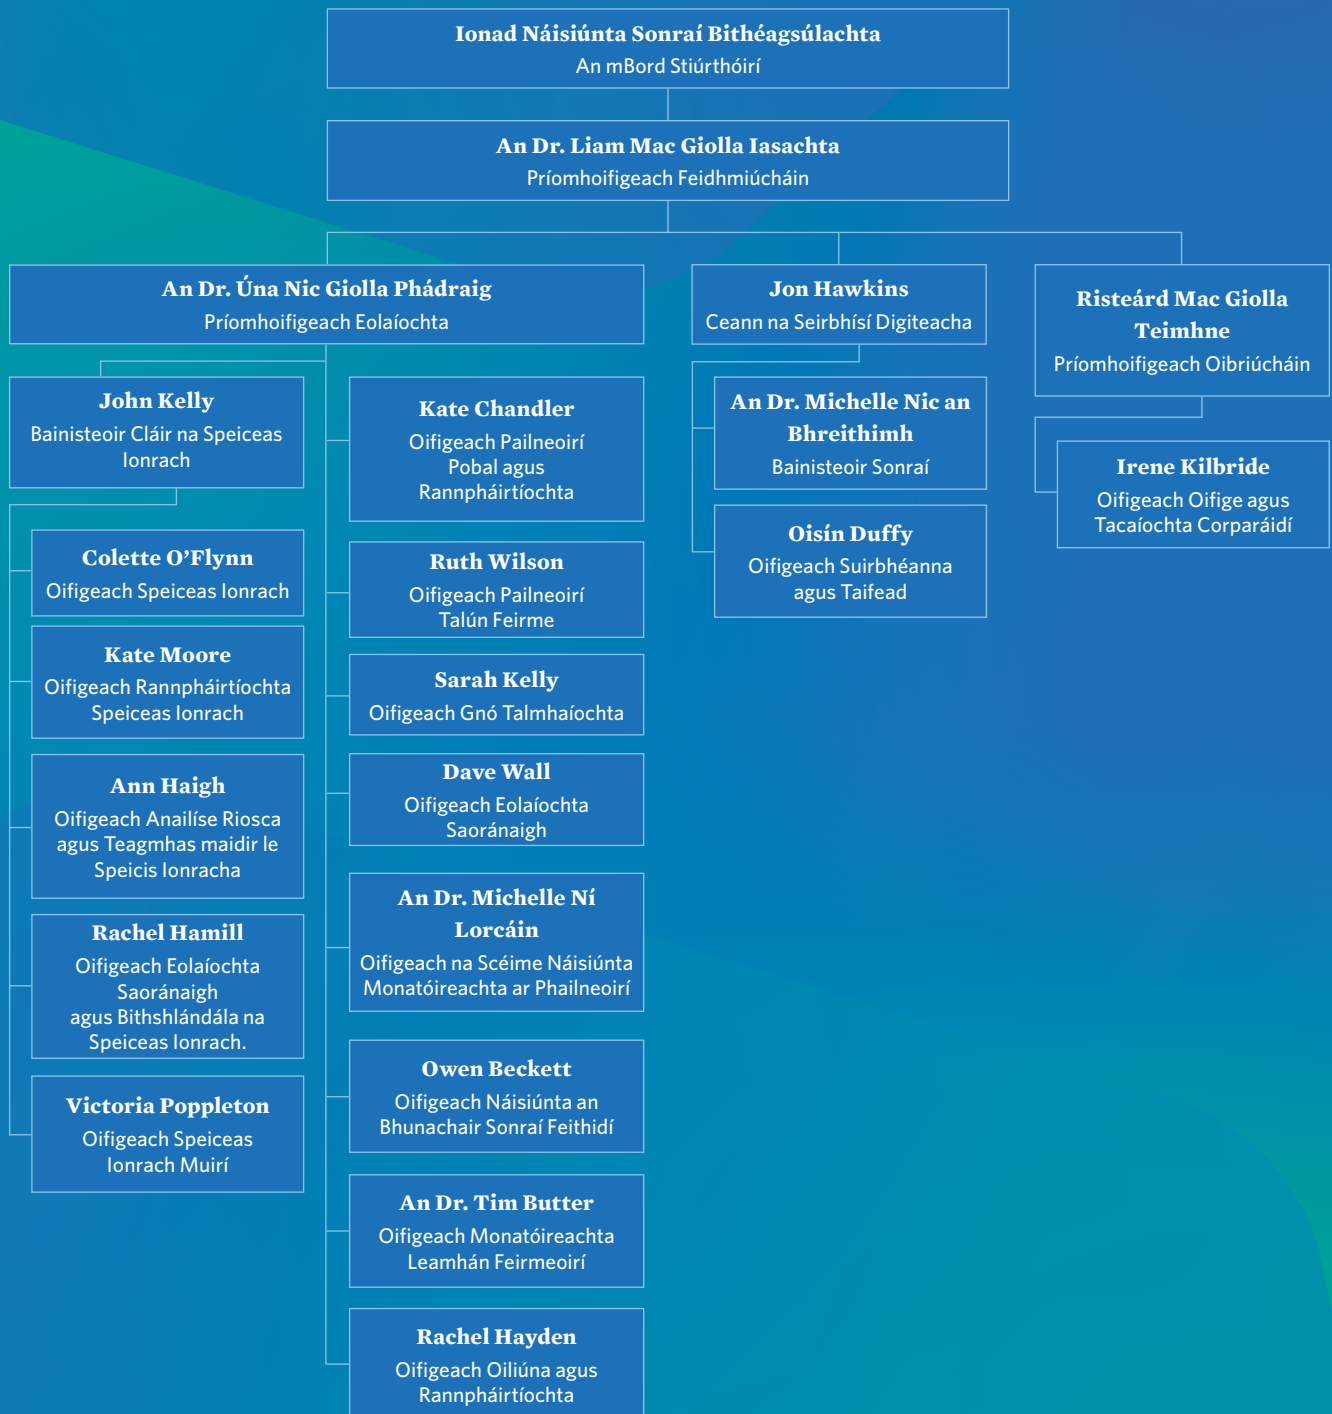 Ionad Náisiúnta Sonraí Bithéagsúlachta
An mBord Stiúrthóirí
An Dr. Liam Mac Giolla Iasachta
Príomhoifigeach Feidhmiúcháin
An Dr. Úna Nic Giolla Phádraig
Príomhoifigeach Eolaíochta
John Kelly
Bainisteoir Cláir na Speiceas
Ionrach
Colette O’Flynn
Oifigeach Speiceas Ionrach
Kate Moore
Oifigeach Rannpháirtíochta
Speiceas Ionrach
Ann Haigh
Oifigeach Anailíse Riosca
agus Teagmhas maidir le
Speicis Ionracha
Rachel Hamill
Oifigeach Eolaíochta
Saoránaigh
agus Bithshlándála na
Speiceas Ionrach.
Victoria Poppleton
Oifigeach Speiceas
Ionrach Muirí
Kate Chandler
Oifigeach Pailneoirí
Pobal agus
Rannpháirtíochta
Ruth Wilson
Oifigeach Pailneoirí
Talún Feirme
Sarah Kelly
Oifigeach Gnó Talmhaíochta
Dave Wall
Oifigeach Eolaíochta
Saoránaigh
An Dr. Michelle Ní
Lorcáin
Oifigeach na Scéime Náisiúnta
Monatóireachta ar Phailneoirí
Owen Beckett
Oifigeach Náisiúnta an
Bhunachair Sonraí Feithidí
An Dr. Tim Butter
Oifigeach Monatóireachta
Leamhán Feirmeoirí
Rachel Hayden
Oifigeach Oiliúna agus
Rannpháirtíochta
Jon Hawkins
Ceann na Seirbhísí Digiteacha
An Dr. Michelle Nic an
Bhreithimh
Bainisteoir Sonraí
Oisín Duffy
Oifigeach Suirbhéanna
agus Taifead
Risteárd Mac Giolla
Teimhne
Príomhoifigeach Oibriúcháin
Irene Kilbride
Oifigeach Oifige agus
Tacaíochta Corparáidí